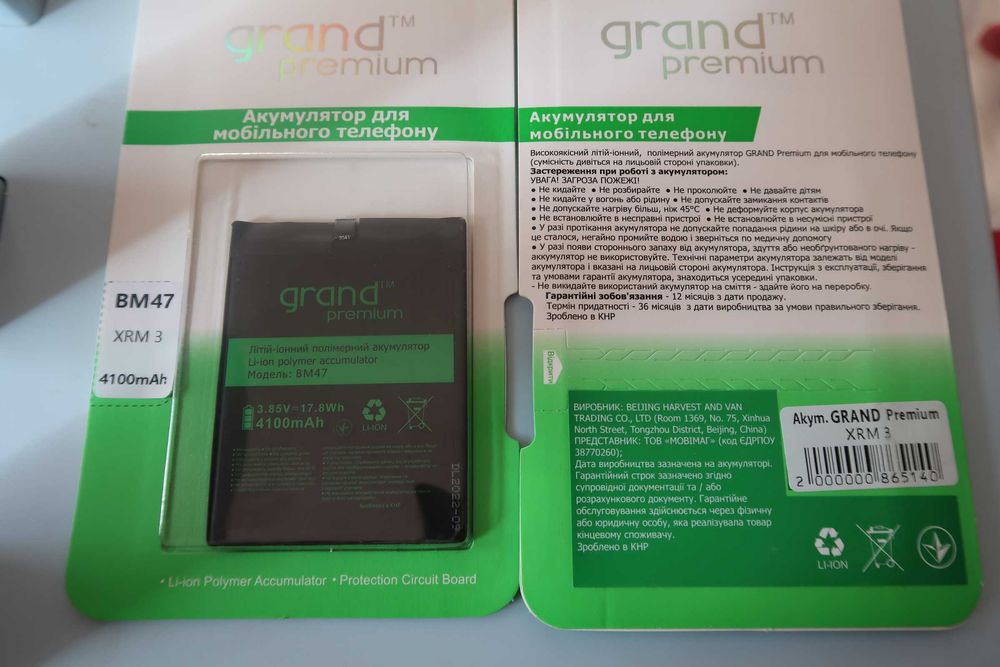 grand™
premium
Акумулятор для
мобільного телефону
BM47
XRM 3
4100mAh
grand™
premium
Літій-іонний полімерний акумулятор
Li-ion polymer accumulator
Модель: BM47
3.85V=17.8Wh
4100mAh
LI-ION
Зроблено в КНР
DL2022-09
• Li-ion Polymer Accumulator • Protection Circuit Board
grand™
premium
Акумулятор для
мобільного телефону
Високоякісний літій-іонний, полімерний акумулятор GRAND Premium для мобільного телефону
(сумісність дивіться на лицьовій стороні упаковки).
Застереження при роботі з акумулятором:
УВАГА! ЗАГРОЗА ПОЖЕЖІ!
• Не кидайте • Не розбирайте • Не проколюйте • Не давайте дітям
• Не кидайте у вогонь або рідину • Не допускайте замикання контактів
• Не допускайте нагріву більш, ніж 45°C • Не деформуйте корпус акумулятора
• Не встановлюйте в несправні пристрої • Не встановлюйте в несумісні пристрої
• У разі протікання акумулятора не допускайте попадання рідини на шкіру або в очі. Якщо
це сталося, негайно промийте водою і зверніться по медичну допомогу
• У разі появи стороннього запаху від акумулятора, здуття або необґрунтованого нагріву -
аккумулятор не використовуйте. Технічні параметри акумулятора залежать від моделі
акумулятора і вказані на лицьовій стороні акумулятора. Інструкція з експлуатації, зберігання
та умовами гарантії акумулятора, знаходиться усередині упаковки.
- Не викидайте використаний акумулятор на сміття - здайте його на переробку.
Гарантійні зобов'язання - 12 місяців з дати продажу.
Термін придатності - 36 місяців з дати виробництва за умови правильного зберігання.
Зроблено в КНР
Відкрити
ВИРОБНИК: BEIJING HARVEST AND VAN
TRADING CO., LTD (Room 1369, No. 75, Xinhua
North Street, Tongzhou District, Beijing, China)
ПРЕДСТАВНИК: ТОВ «МОВІМАГ» (код ЄДРПОУ
38770260);
Дата виробництва зазначена на акумуляторі.
Гарантійний строк зазначено згідно
супровідної документації та / або
розрахункового документу. Гарантійне
обслуговування здійснюється через фізичну
або юридичну особу, яка реалізувала товар
кінцевому споживачу.
Зроблено в КНР
Акум. GRAND Premium
XRM 3
2 000000 865140
LI-ION